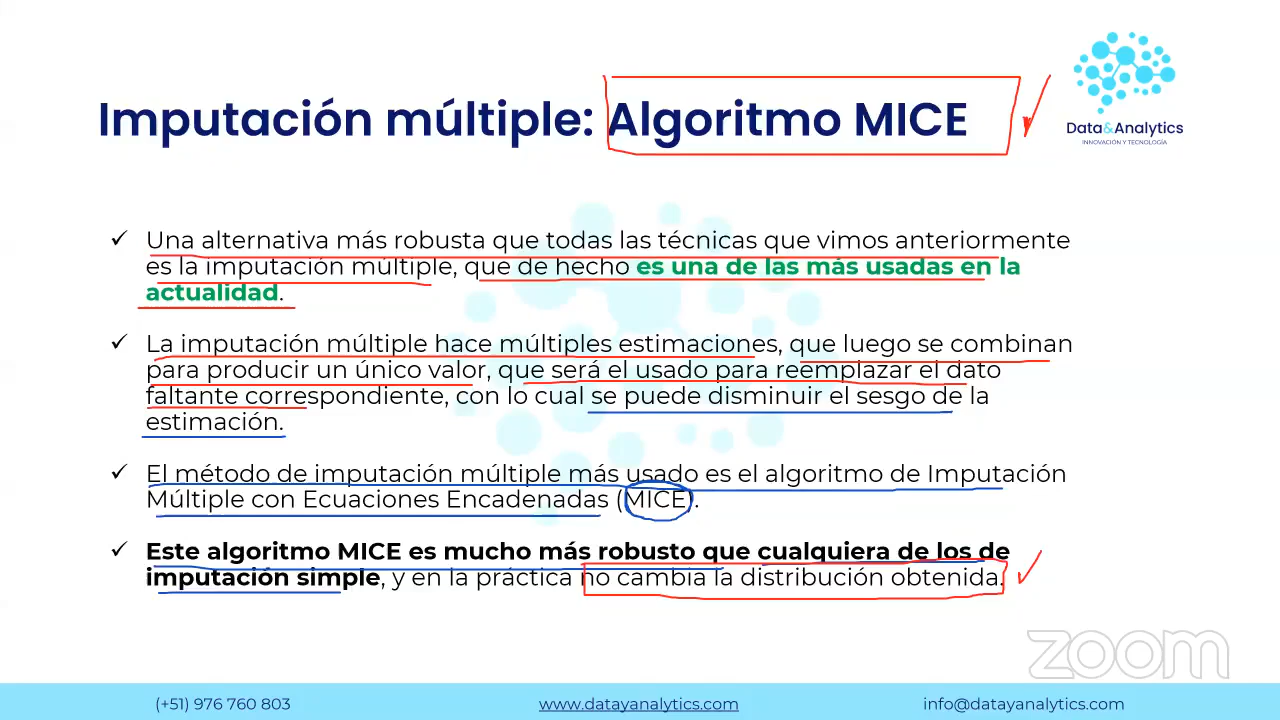 Imputación múltiple: Algoritmo MICE
Data&Analytics
INNOVACIÓN Y TECNOLOGÍA
Una alternativa más robusta que todas las técnicas que vimos anteriormente
es la imputación múltiple, que de hecho es una de las más usadas en la
actualidad.
La imputación múltiple hace múltiples estimaciones, que luego se combinan
para producir un único valor, que será el usado para reemplazar el dato
faltante correspondiente, con lo cual se puede disminuir el sesgo de la
estimación.
El método de imputación múltiple más usado es el algoritmo de Imputación
Múltiple con Ecuaciones Encadenadas (MICE).
Este algoritmo MICE es mucho más robusto que cualquiera de los de
imputación simple, y en la práctica no cambia la distribución obtenida.
zoom
(+51) 976 760 803
www.datayanalytics.com
info@datayanalytics.com